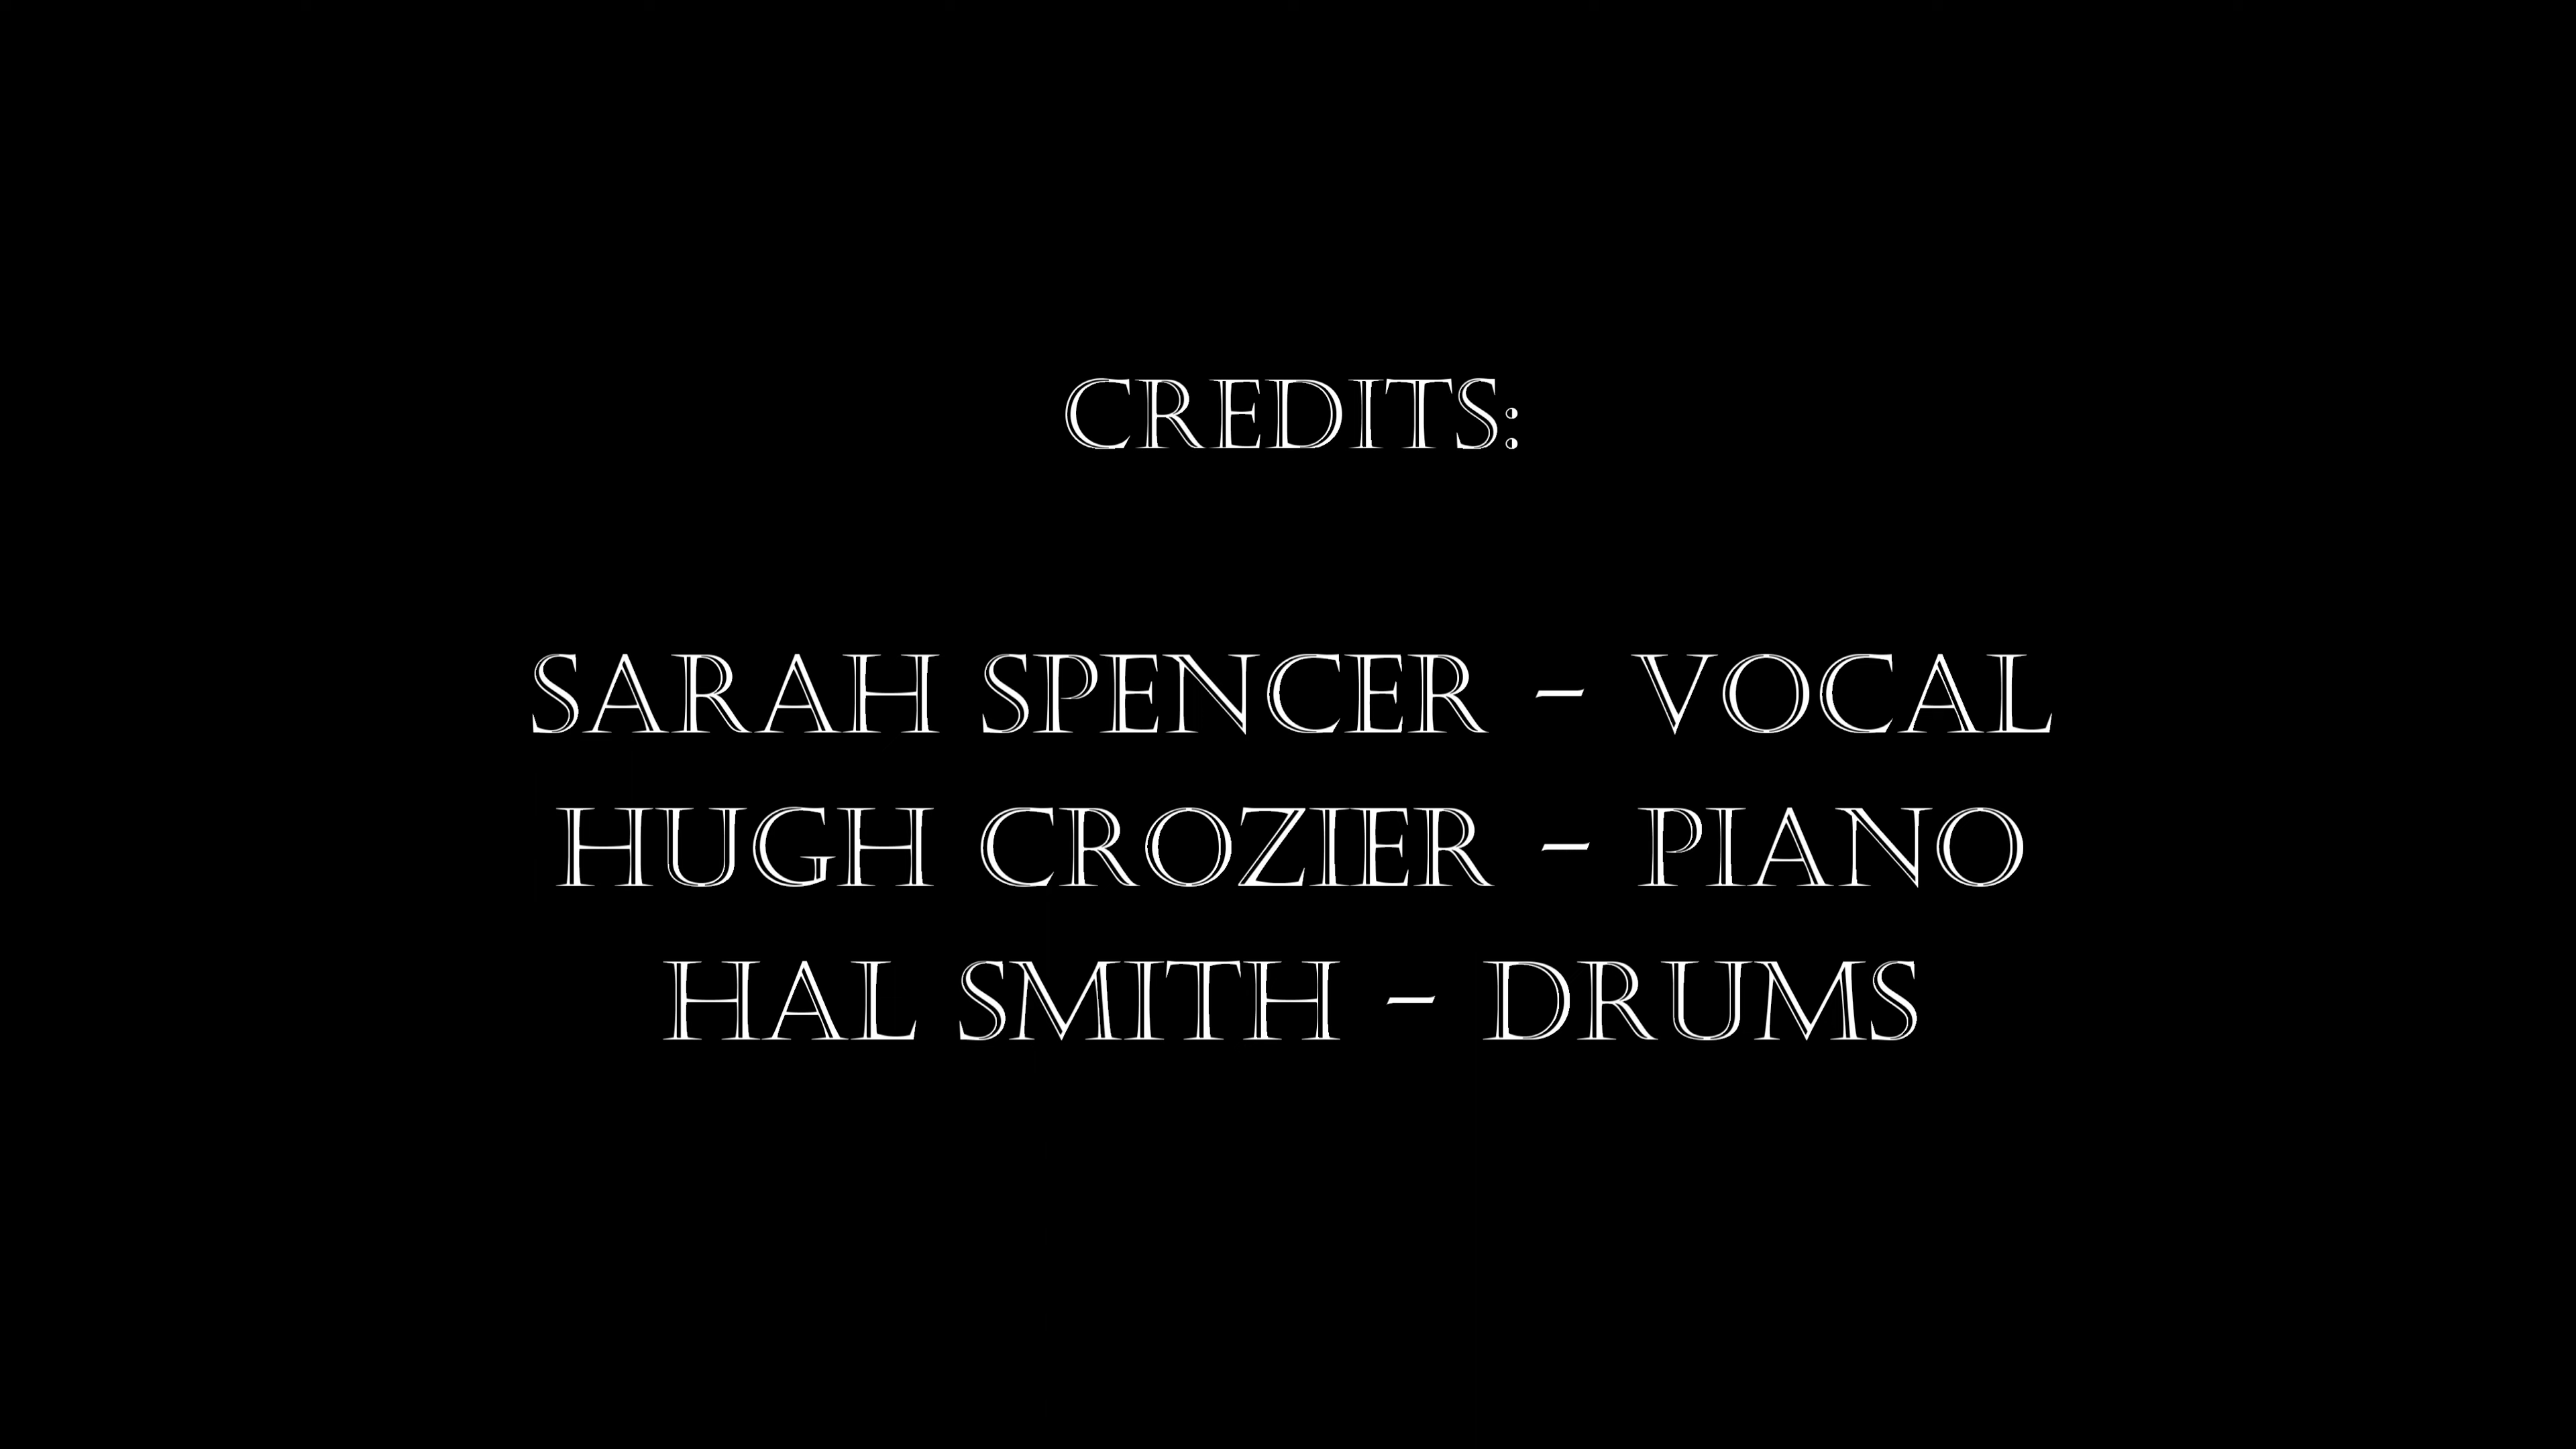 CREDITS:
SARAH SPENCER - VOCAL
HUGH CROZIER - PIANO
HAL SMITH - DRUMS